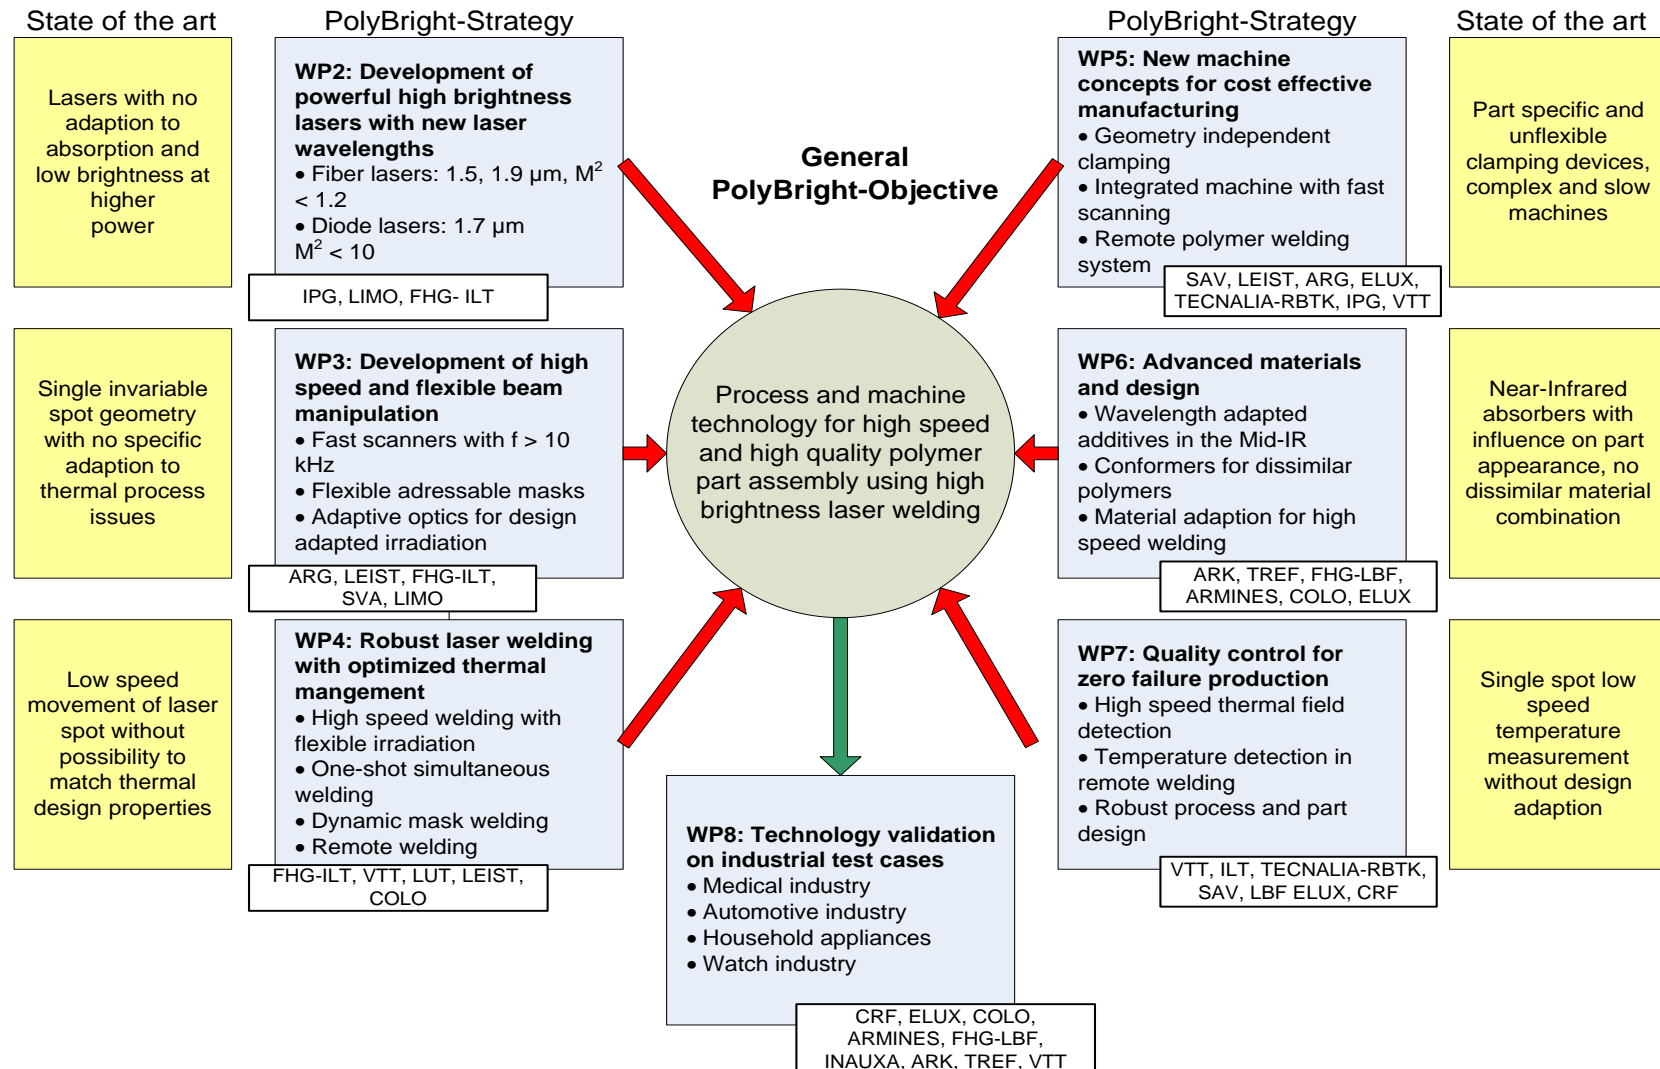 State of the art
PolyBright-Strategy
PolyBright-Strategy
State of the art
Lasers with no
adaption to
absorption and
low brightness at
higher
power
WP2: Development of
powerful high brightness
lasers with new laser
wavelengths
• Fiber lasers: 1.5, 1.9 µm, M²
< 1.2
• Diode lasers: 1.7 µm
M² < 10
IPG, LIMO, FHG- ILT
General
PolyBright-Objective
WP5: New machine
concepts for cost effective
manufacturing
• Geometry independent
clamping
• Integrated machine with fast
scanning
• Remote polymer welding
system
SAV, LEIST, ARG, ELUX,
TECNALIA-RBTK, IPG, VTT
Part specific and
unflexible
clamping devices,
complex and slow
machines
Single invariable
spot geometry
with no specific
adaption to
thermal process
issues
WP3: Development of high
speed and flexible beam
manipulation
• Fast scanners with f > 10
kHz
• Flexible adressable masks
• Adaptive optics for design
adapted irradiation
ARG, LEIST, FHG-ILT,
SVA, LIMO
Process and machine
technology for high speed
and high quality polymer
part assembly using high
brightness laser welding
WP6: Advanced materials
and design
• Wavelength adapted
additives in the Mid-IR
• Conformers for dissimilar
polymers
• Material adaption for high
speed welding
ARK, TREF, FHG-LBF,
ARMINES, COLO, ELUX
Near-Infrared
absorbers with
influence on part
appearance, no
dissimilar material
combination
Low speed
movement of laser
spot without
possibility to
match thermal
design properties
WP4: Robust laser welding
with optimized thermal
mangement
• High speed welding with
flexible irradiation
• One-shot simultaneous
welding
• Dynamic mask welding
• Remote welding
FHG-ILT, VTT, LUT, LEIST,
COLO
WP7: Quality control for
zero failure production
• High speed thermal field
detection
• Temperature detection in
remote welding
• Robust process and part
design
VTT, ILT, TECNALIA-RBTK,
SAV, LBF ELUX, CRF
Single spot low
speed
temperature
measurement
without design
adaption
WP8: Technology validation
on industrial test cases
• Medical industry
• Automotive industry
• Household appliances
• Watch industry
CRF, ELUX, COLO,
ARMINES, FHG-LBF,
INAUXA, ARK, TREF, VTT